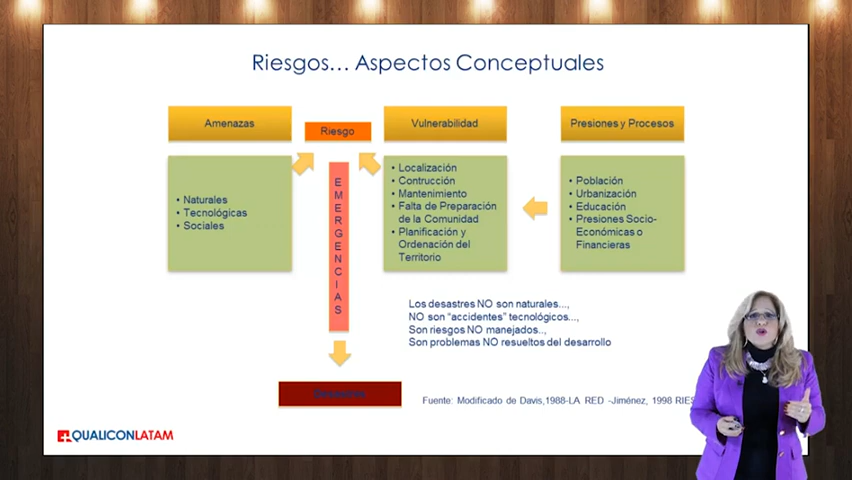 Riesgos... Aspectos Conceptuales
Amenazas
Riesgo
Vulnerabilidad
Presiones y Procesos
• Naturales
• Tecnológicas
• Sociales
EMERGENCIAS
• Localización
• Contrucción
• Mantenimiento
• Falta de Preparación
de la Comunidad
• Planificación y
Ordenación del
Territorio
• Población
• Urbanización
• Educación
• Presiones Socio-
Económicas o
Financieras
Los desastres NO son naturales...,
NO son “accidentes” tecnológicos...,
Son riesgos NO manejados..,
Son problemas NO resueltos del desarrollo
Desastres
Fuente: Modificado de Davis,1988-LA RED -Jiménez, 1998 RIES
QUALICONLATAM